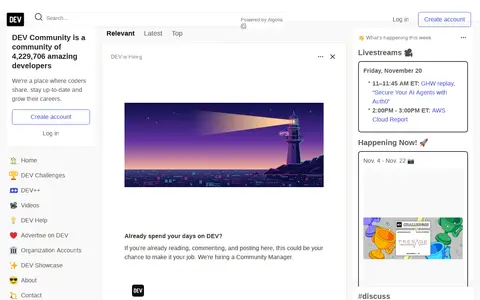 DEV
Search...
Powered by Algolia
Log in
Create account
DEV Community is a
community of
4,229,706 amazing
developers
We're a place where coders
share, stay up-to-date and
grow their careers.
Create account
Log in
Home
DEV Challenges
DEV++
Videos
DEV Help
Advertise on DEV
Organization Accounts
DEV Showcase
About
Contact
Relevant
Latest
Top
DEV is Hiring
Already spend your days on DEV?
If you're already reading, commenting, and posting here, this could be your
chance to make it your job. We're hiring a Community Manager.
DEV
What's happening this week
Livestreams
Friday, November 20
11–11:45 AM ET: GHW replay,
"Secure Your AI Agents with
Auth0"
2:00PM - 3:00PM ET: AWS
Cloud Report
Happening Now!
Nov. 4 - Nov. 22
#discuss